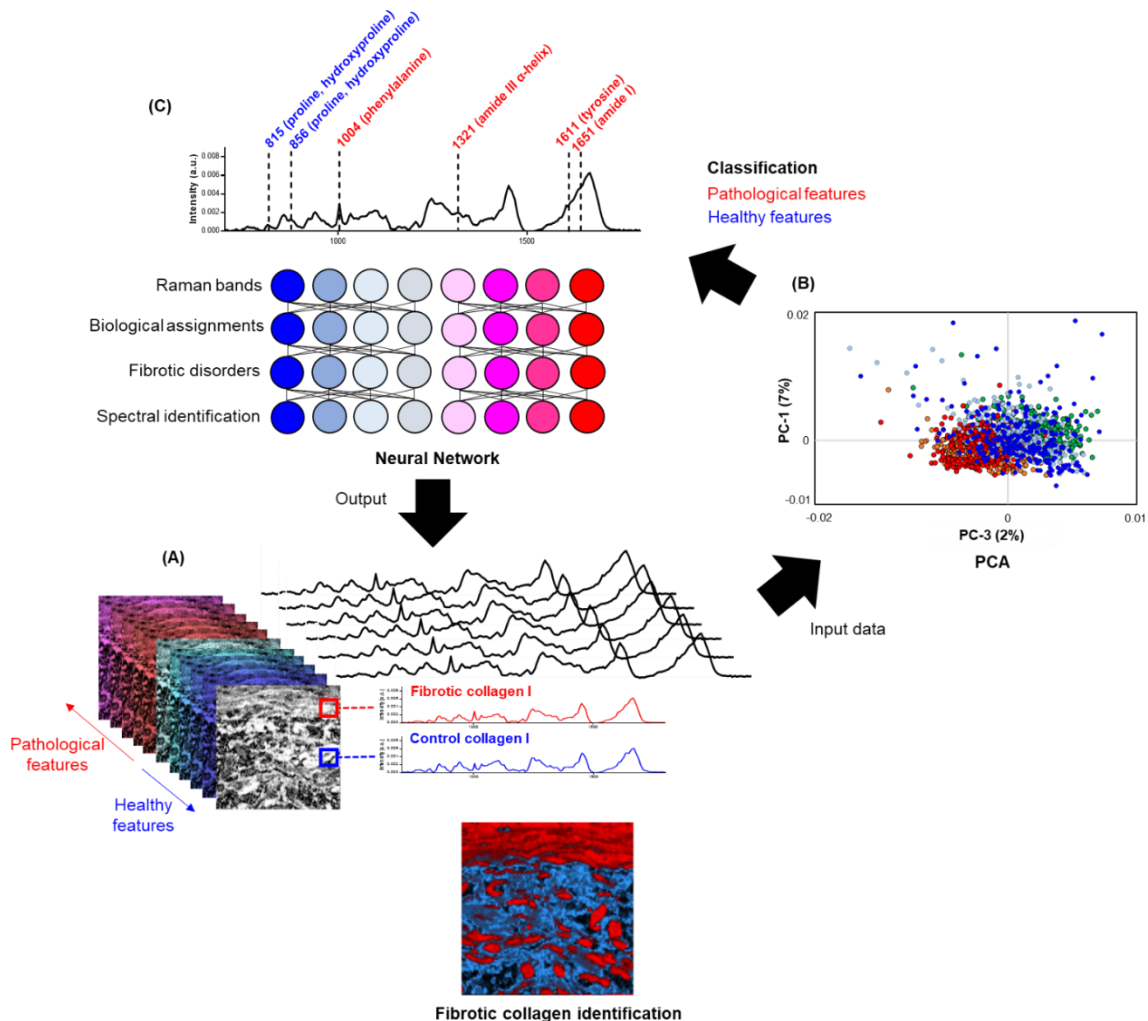 (C)
815 (proline, hydroxyproline)
856 (proline, hydroxyproline)
1004 (phenylalanine)
1321 (amide III α-helix)
1611 (tyrosine)
1651 (amide I)
Intensity (a.u.)
0.008
0.006
0.004
0.002
0.000
1000
1500
Classification
Pathological features
Healthy features
Raman bands
Biological assignments
Fibrotic disorders
Spectral identification
Neural Network
Output
(B)
0.02
PC-1 (7%)
0
-0.01
-0.02
0
0.01
PC-3 (2%)
PCA
Input data
(A)
Pathological
features
Healthy
features
Fibrotic collagen I
Control collagen I
Fibrotic collagen identification